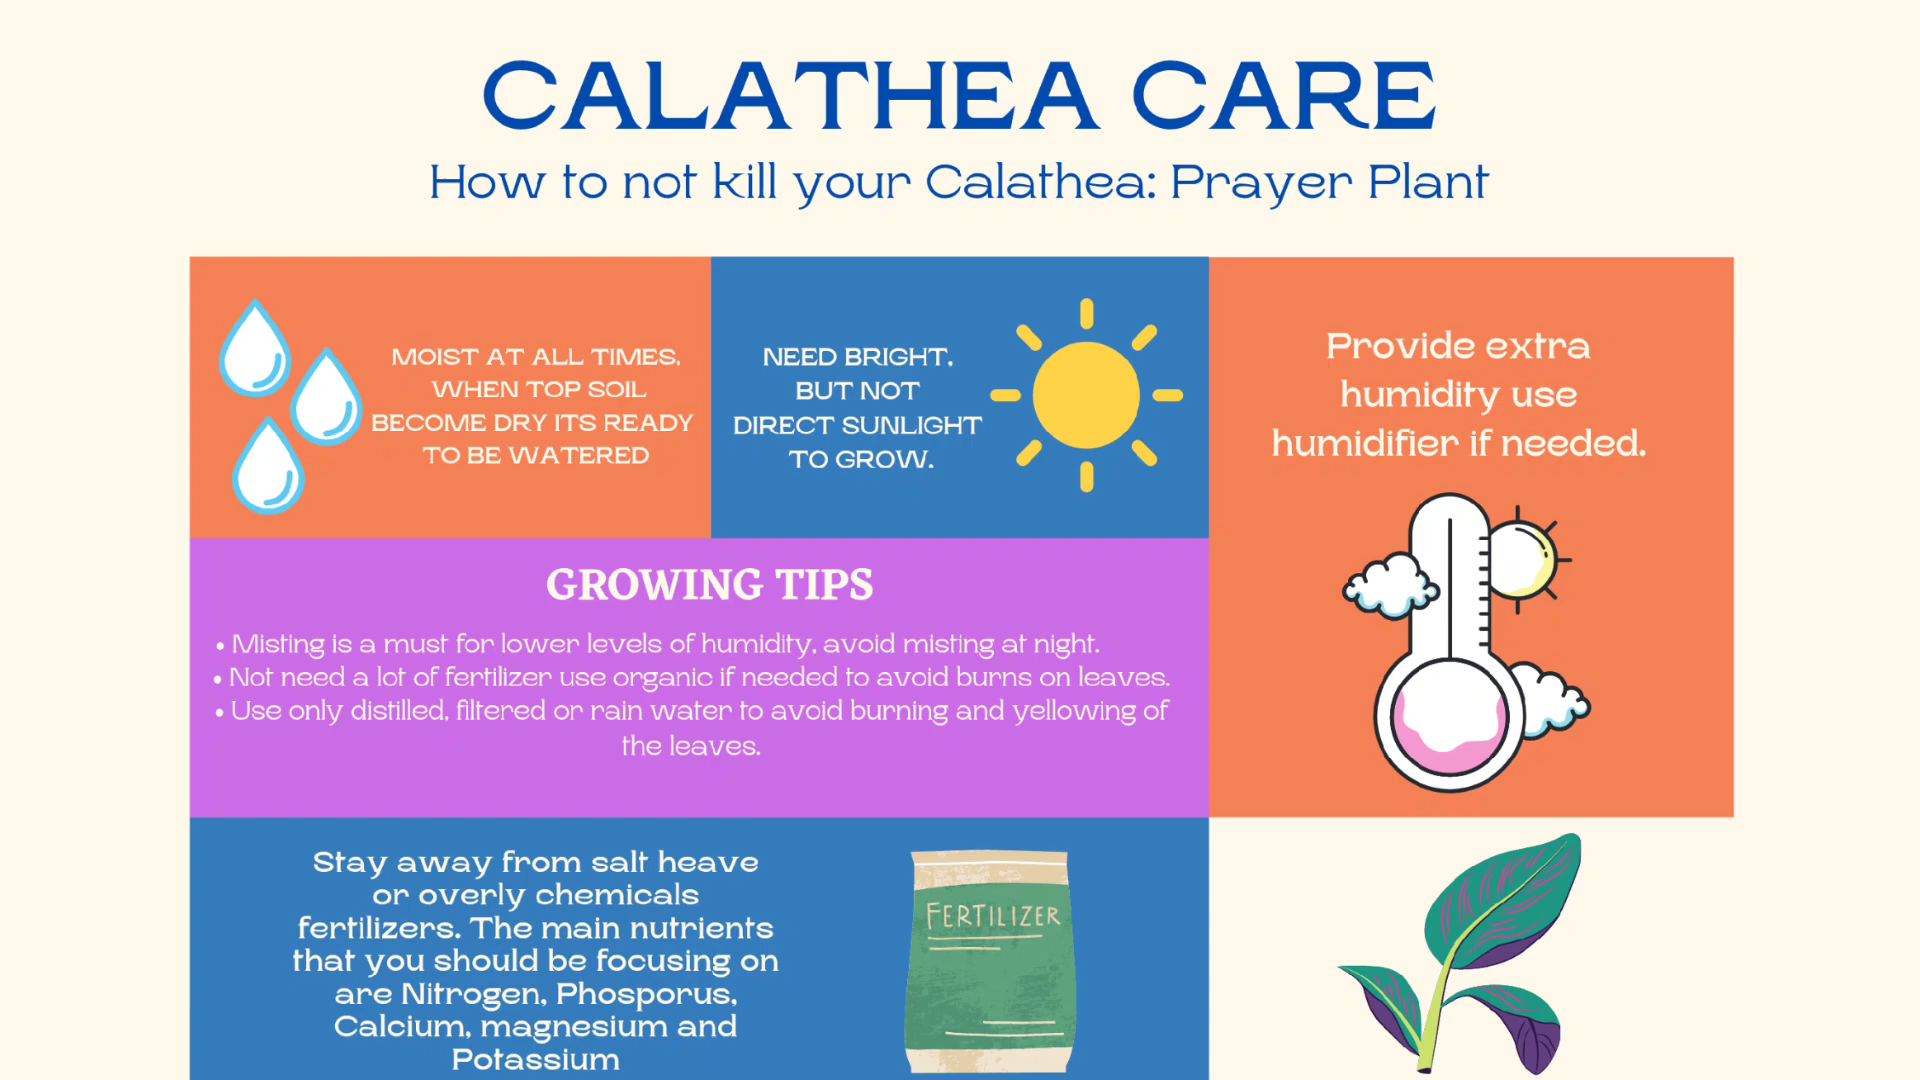 CALATHEA CARE
How to not kill your Calathea: Prayer Plant
MOIST AT ALL TIMES,
WHEN TOP SOIL
BECOME DRY ITS READY
TO BE WATERED
NEED BRIGHT,
BUT NOT
DIRECT SUNLIGHT
TO GROW.
Provide extra
humidity use
humidifier if needed.
GROWING TIPS
• Misting is a must for lower levels of humidity, avoid misting at night.
• Not need a lot of fertilizer use organic if needed to avoid burns on leaves.
• Use only distilled, filtered or rain water to avoid burning and yellowing of
the leaves.
Stay away from salt heave
or overly chemicals
fertilizers. The main nutrients
that you should be focusing on
are Nitrogen, Phosporus,
Calcium, magnesium and
Potassium
FERTILIZER